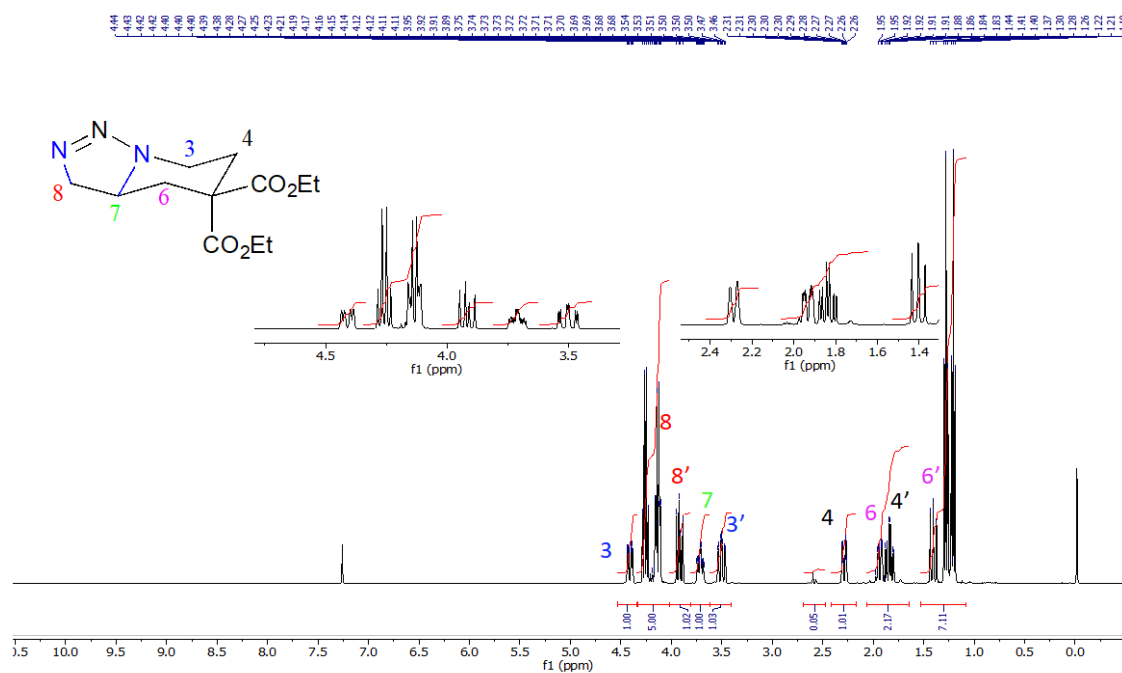 4.44 4.43 4.42 4.42 4.40 4.40 4.40 4.39 4.38 4.28 4.27 4.25 4.23 4.21 4.19 4.17 4.16 4.15 4.14 4.12 4.12 4.11 4.11 3.95 3.92 3.91 3.89 3.75 3.74 3.73 3.73 3.72 3.72 3.71 3.71 3.70 3.69 3.69 3.68 3.68 3.54 3.53 3.51 3.50 3.50 3.50 3.47 3.46 2.31 2.31 2.30 2.30 2.30 2.29 2.28 2.27 2.27 2.26 2.26 1.95 1.95 1.92 1.92 1.91 1.91 1.88 1.86 1.84 1.83 1.44 1.41 1.40 1.37 1.30 1.28 1.26 1.22 1.21
N
N N 3 4
8 7 6 CO2Et
CO2Et
4.5 4.0 3.5
f1 (ppm)
2.4 2.2 2.0 1.8 1.6 1.4
f1 (ppm)
8
8’
7
3 3’
4 6 4’ 6’
1.00 5.00 1.02 1.00 1.03 0.05 1.01 2.17 7.11
10.0 9.5 9.0 8.5 8.0 7.5 7.0 6.5 6.0 5.5 5.0 4.5 4.0 3.5 3.0 2.5 2.0 1.5 1.0 0.5 0.0
f1 (ppm)